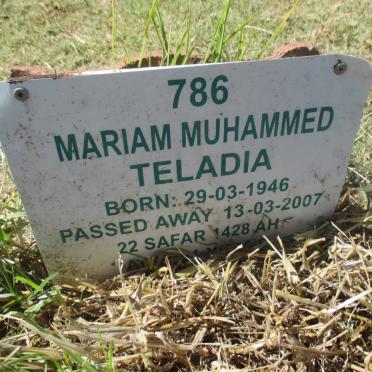 786
MARIAM MUHAMMED
TELADIA
BORN: 29-03-1946
PASSED AWAY 13-03-2007
22 SAFAR 1428 AH